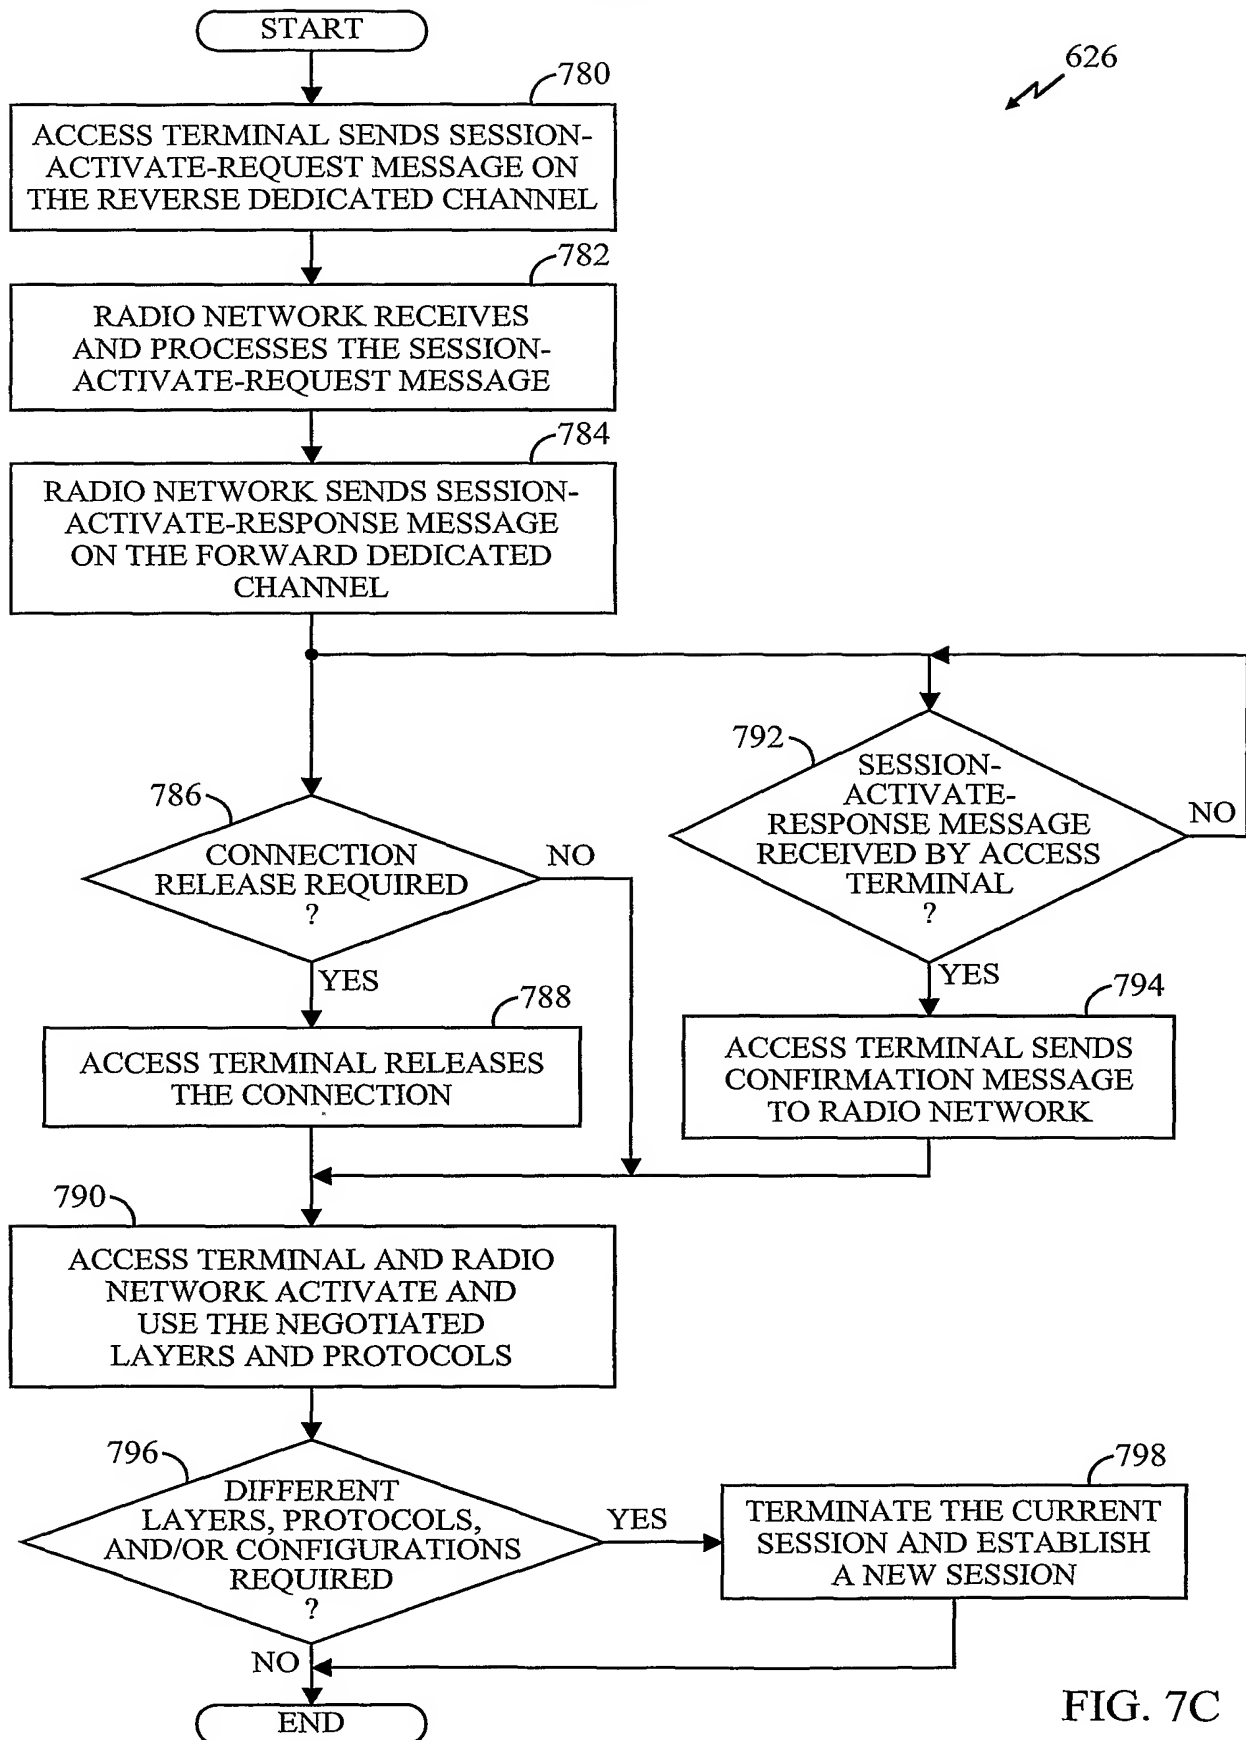 START
626
780
ACCESS TERMINAL SENDS SESSION-
ACTIVATE-REQUEST MESSAGE ON
THE REVERSE DEDICATED CHANNEL
782
RADIO NETWORK RECEIVES
AND PROCESSES THE SESSION-
ACTIVATE-REQUEST MESSAGE
784
RADIO NETWORK SENDS SESSION-
ACTIVATE-RESPONSE MESSAGE
ON THE FORWARD DEDICATED
CHANNEL
786
CONNECTION
RELEASE REQUIRED
?
NO
YES
792
SESSION-
ACTIVATE-
RESPONSE MESSAGE
RECEIVED BY ACCESS
TERMINAL
?
NO
YES
788
ACCESS TERMINAL RELEASES
THE CONNECTION
794
ACCESS TERMINAL SENDS
CONFIRMATION MESSAGE
TO RADIO NETWORK
790
ACCESS TERMINAL AND RADIO
NETWORK ACTIVATE AND
USE THE NEGOTIATED
LAYERS AND PROTOCOLS
796
DIFFERENT
LAYERS, PROTOCOLS,
AND/OR CONFIGURATIONS
REQUIRED
?
YES
798
TERMINATE THE CURRENT
SESSION AND ESTABLISH
A NEW SESSION
NO
END
FIG. 7C